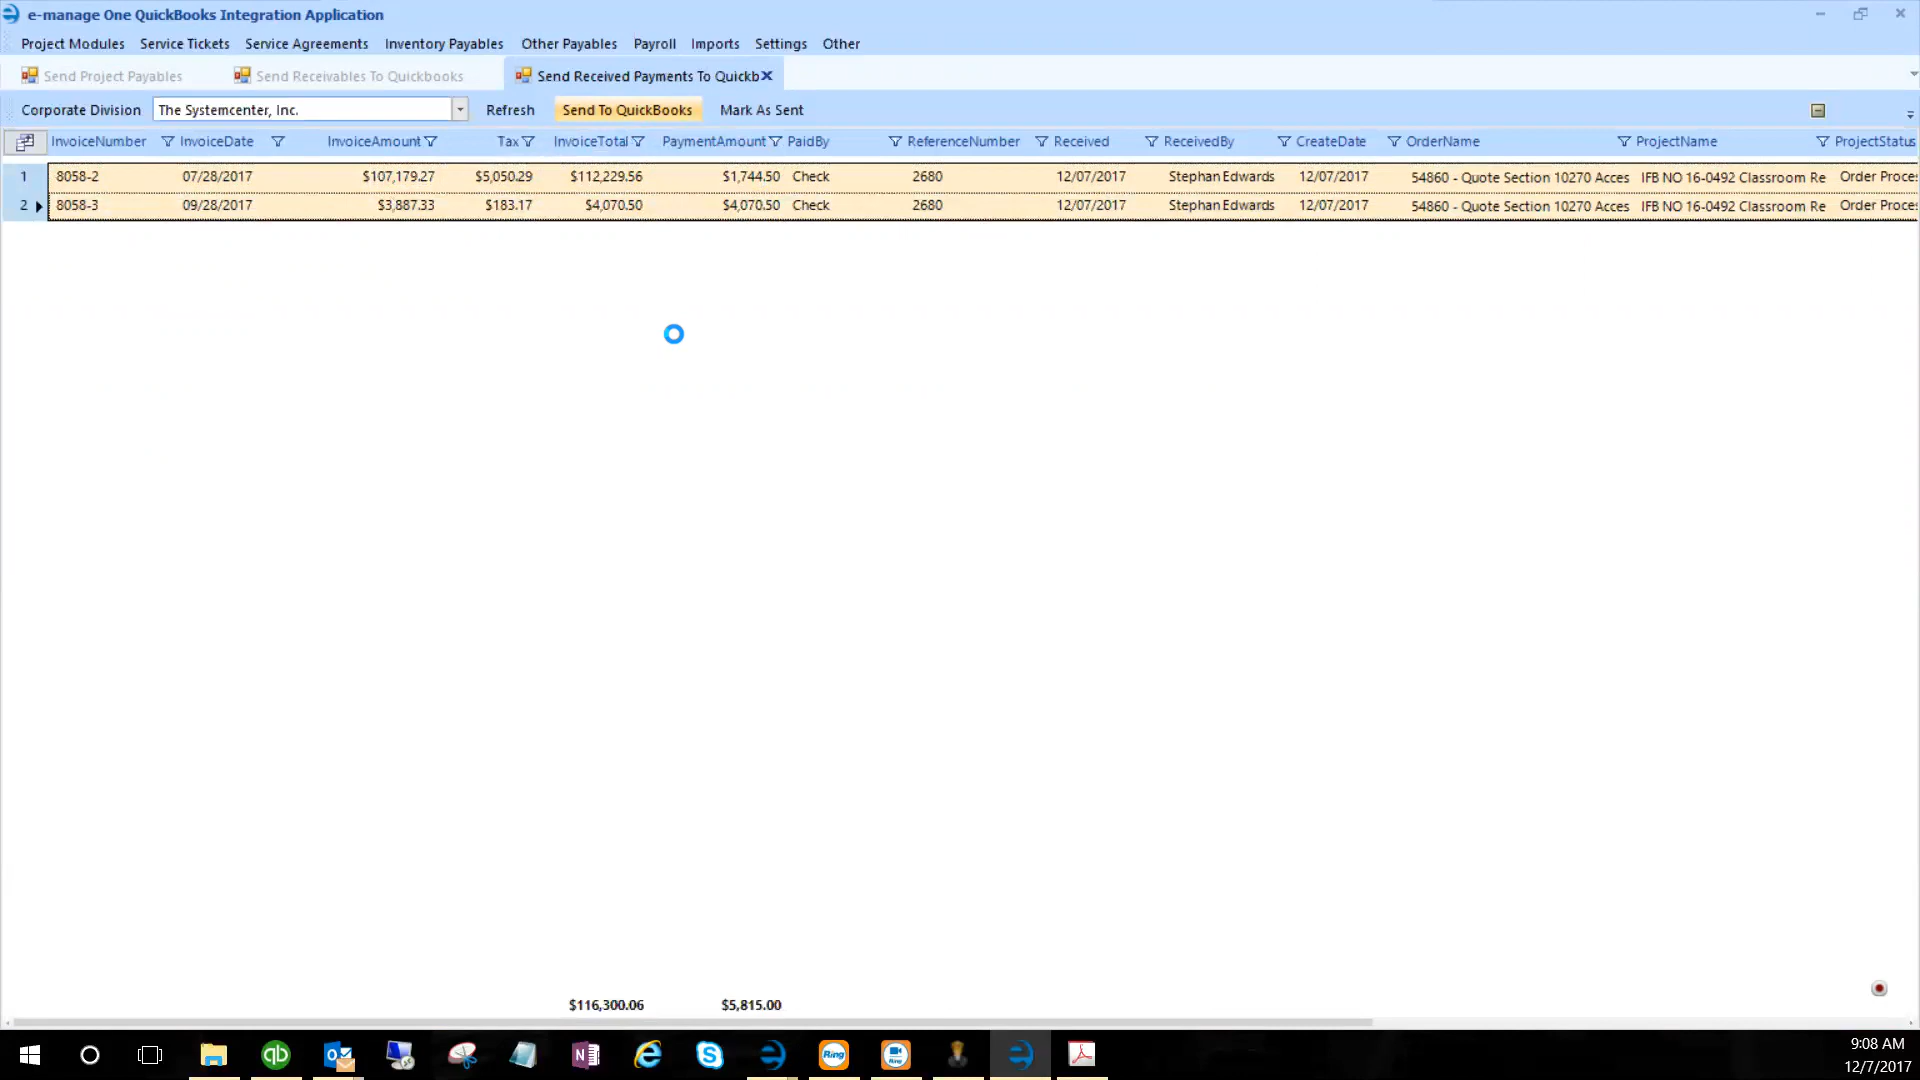 e-manage One QuickBooks Integration Application
Project Modules Service Tickets Service Agreements Inventory Payables Other Payables Payroll Imports Settings Other
Send Project Payables Send Receivables To Quickbooks Send Received Payments To Quickb
Corporate Division The Systemcenter, Inc. Refresh Send To QuickBooks Mark As Sent
InvoiceNumber InvoiceDate InvoiceAmount Tax InvoiceTotal PaymentAmount PaidBy ReferenceNumber Received ReceivedBy CreateDate OrderName ProjectName ProjectStatus
1 8058-2 07/28/2017 $107,179.27 $5,050.29 $112,229.56 $1,744.50 Check 2680 12/07/2017 Stephan Edwards 12/07/2017 54860 - Quote Section 10270 Acces IFB NO 16-0492 Classroom Re Order Proces
2 8058-3 09/28/2017 $3,887.33 $183.17 $4,070.50 $4,070.50 Check 2680 12/07/2017 Stephan Edwards 12/07/2017 54860 - Quote Section 10270 Acces IFB NO 16-0492 Classroom Re Order Proces
$116,300.06 $5,815.00
qb N Ring Ring
9:08 AM
12/7/2017